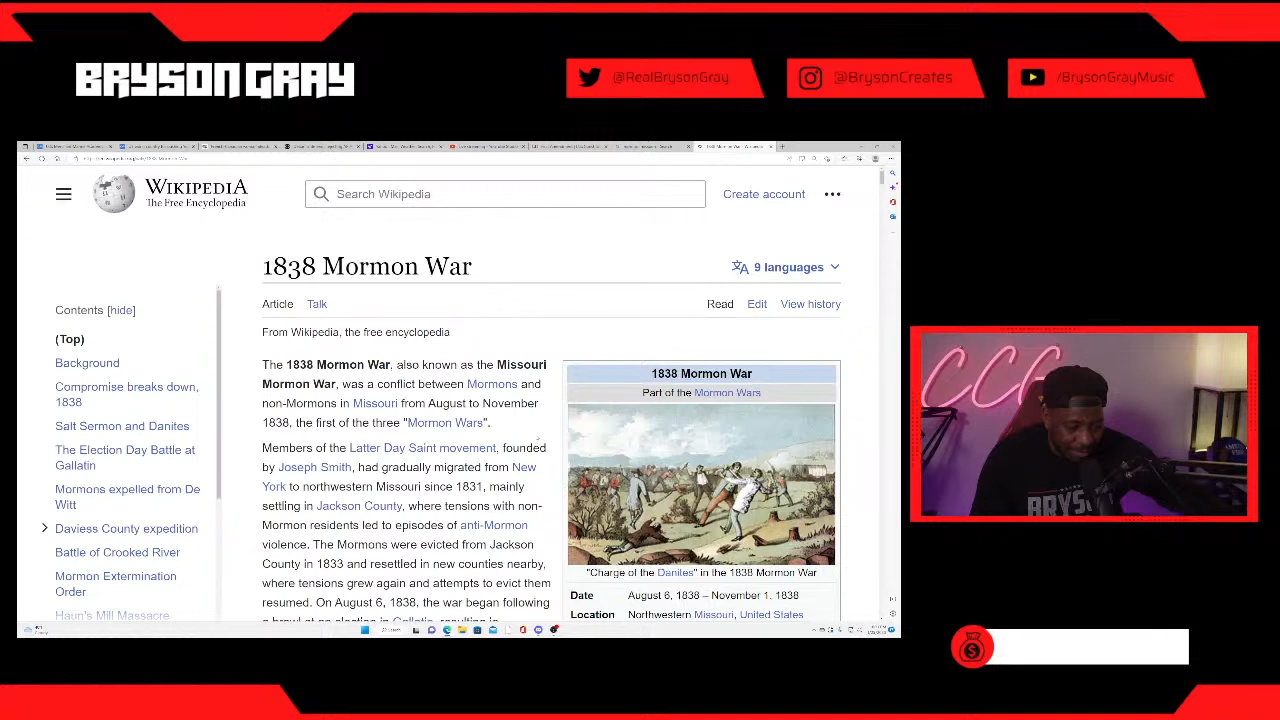 BRYSON GRAY
@RealBrysonGray
@BrysonCreates
/BrysonGrayMusic
WIKIPEDIA
The Free Encyclopedia
Search Wikipedia
Create account
1838 Mormon War
9 languages
Contents [hide]
(Top)
Background
Compromise breaks down,
1838
Salt Sermon and Danites
The Election Day Battle at
Gallatin
Mormons expelled from De
Witt
Daviess County expedition
Battle of Crooked River
Mormon Extermination
Order
Haun's Mill Massacre
Article Talk
Read Edit View history
From Wikipedia, the free encyclopedia
The 1838 Mormon War, also known as the Missouri
Mormon War, was a conflict between Mormons and
non-Mormons in Missouri from August to November
1838, the first of the three "Mormon Wars".
Members of the Latter Day Saint movement, founded
by Joseph Smith, had gradually migrated from New
York to northwestern Missouri since 1831, mainly
settling in Jackson County, where tensions with non-
Mormon residents led to episodes of anti-Mormon
violence. The Mormons were evicted from Jackson
County in 1833 and resettled in new counties nearby,
where tensions grew again and attempts to evict them
resumed. On August 6, 1838, the war began following
a brawl at an election in Gallatin, resulting in
1838 Mormon War
Part of the Mormon Wars
"Charge of the Danites" in the 1838 Mormon War
Date August 6, 1838 – November 1, 1838
Location Northwestern Missouri, United States
CCG
BRYS